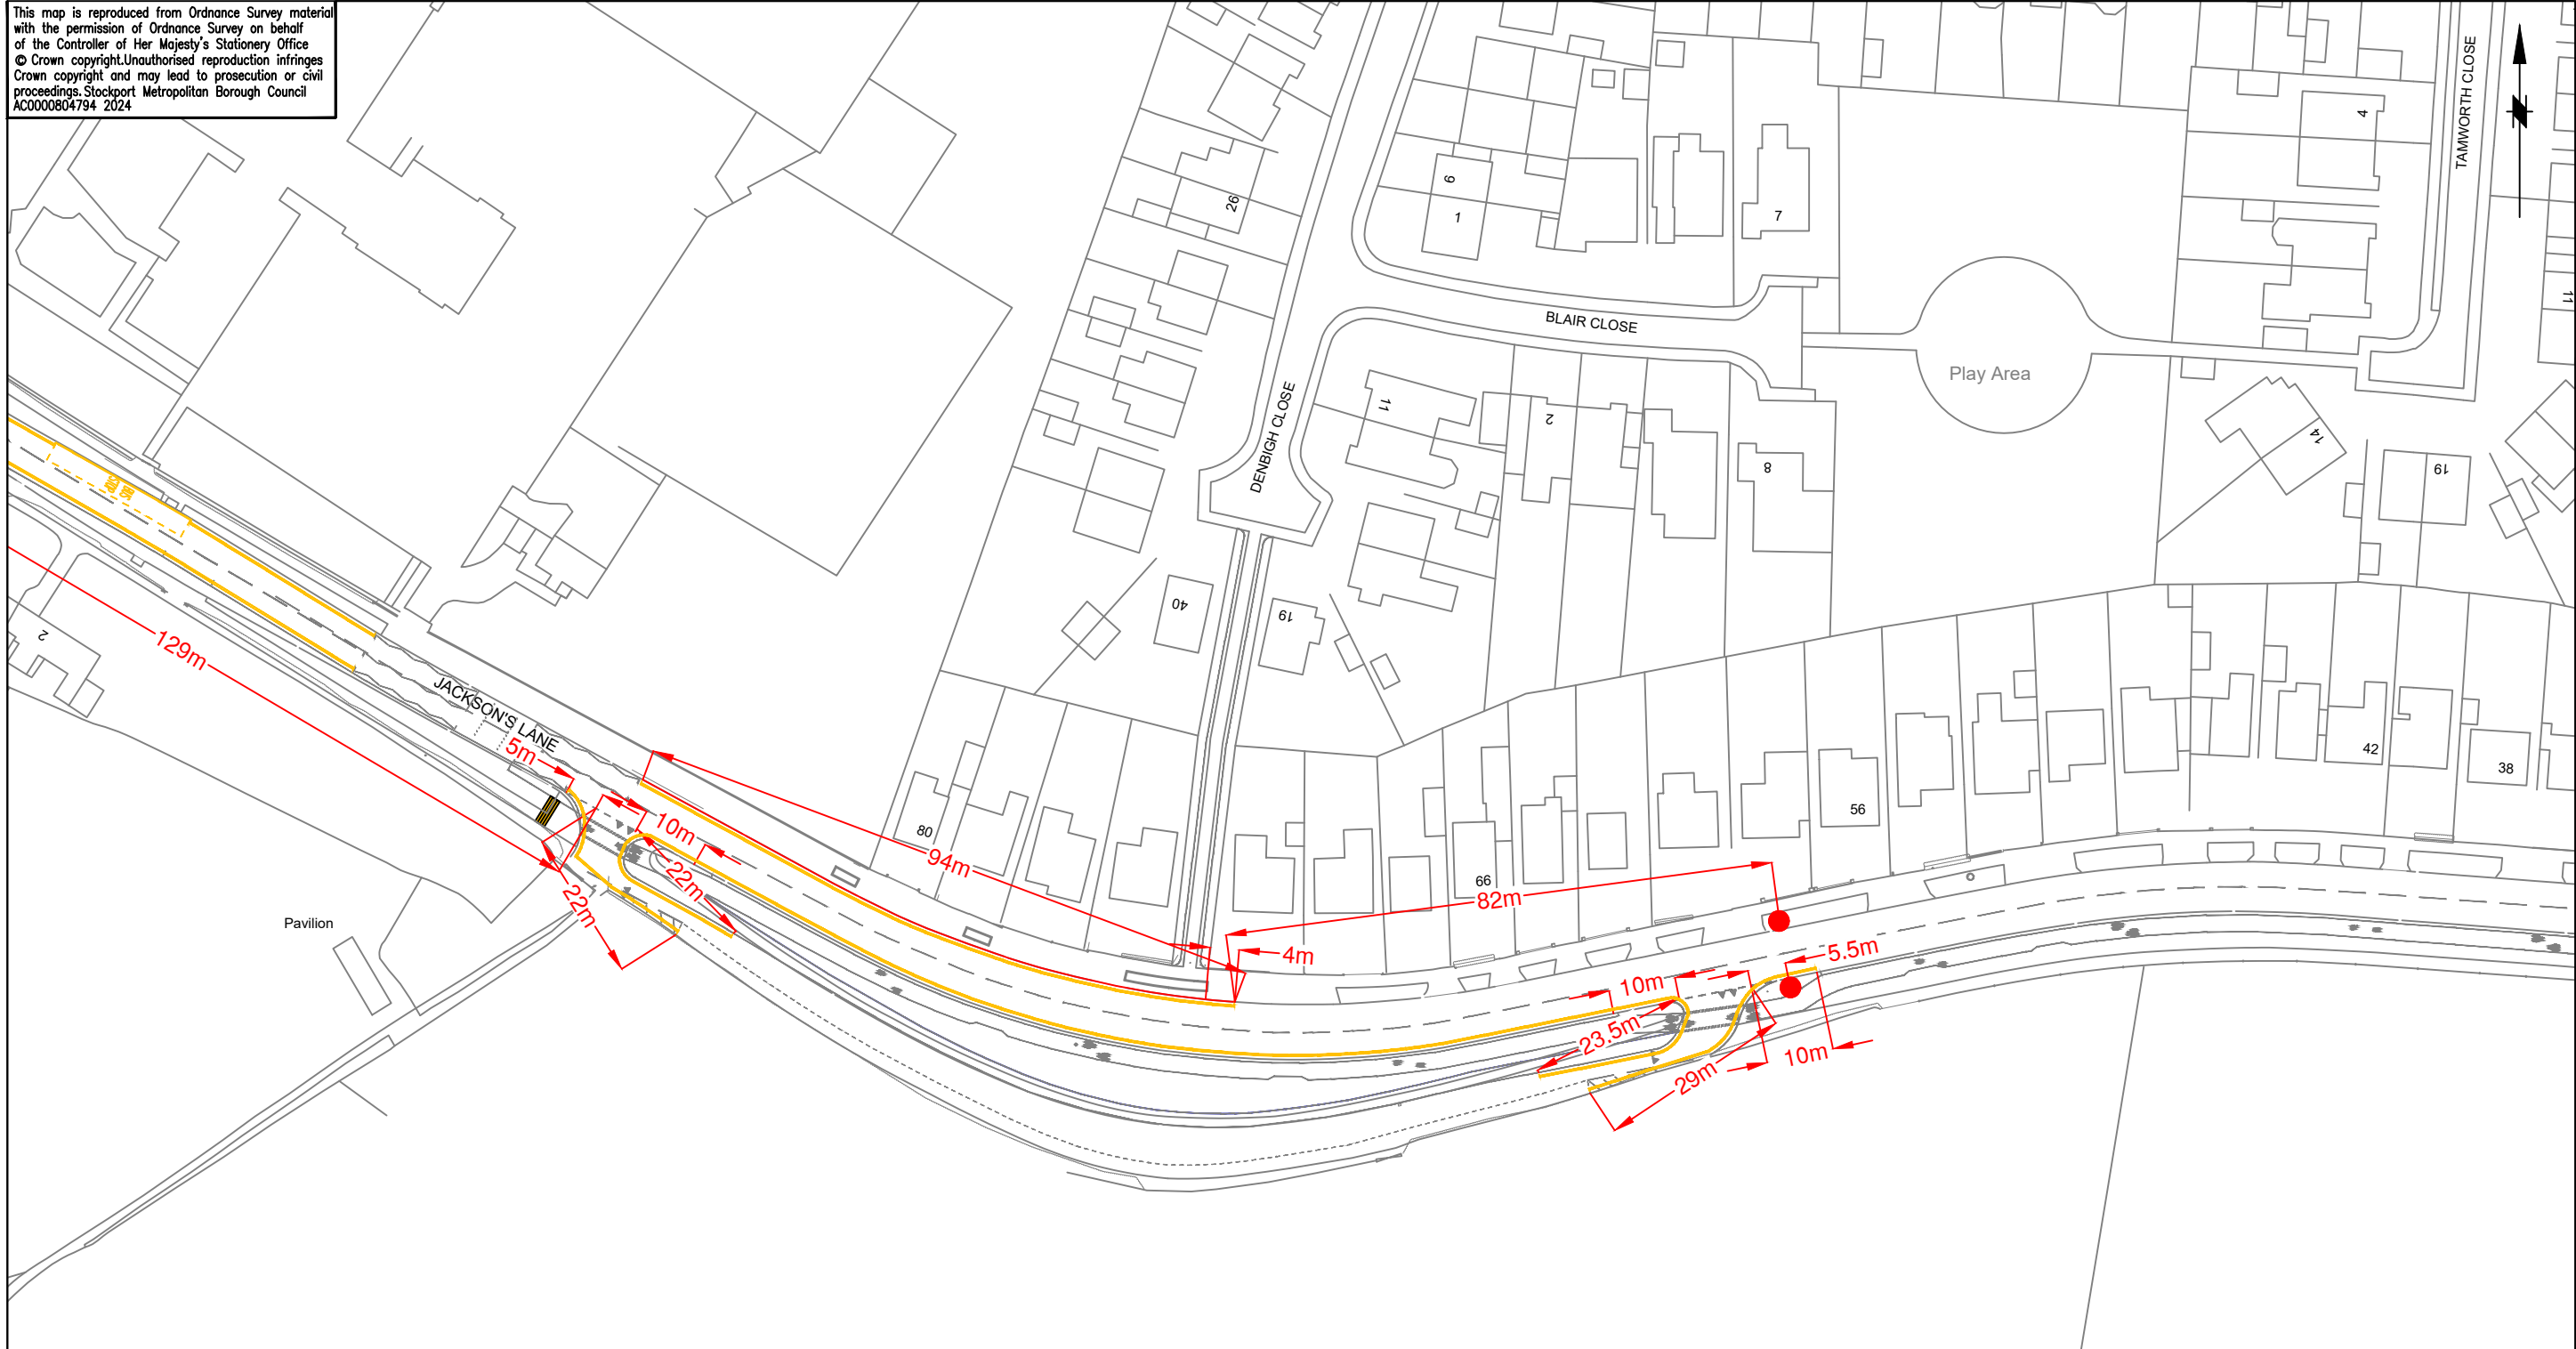 This map is reproduced from Ordnance Survey material
with the permission of Ordnance Survey on behalf
of the Controller of Her Majesty's Stationery Office
© Crown copyright.Unauthorised reproduction infringes
Crown copyright and may lead to prosecution or civil
proceedings. Stockport Metropolitan Borough Council
AC0000804794 2024
TAMWORTH CLOSE
4
26
9
1
7
11
BLAIR CLOSE
Play Area
DENBIGH CLOSE
11
2
8
14
19
BUS
STOP
40
19
2
129m
JACKSON'S LANE
5m
10m
22m
22m
94m
80
66
56
42
38
82m
4m
5.5m
10m
23.5m
29m
10m
Pavilion